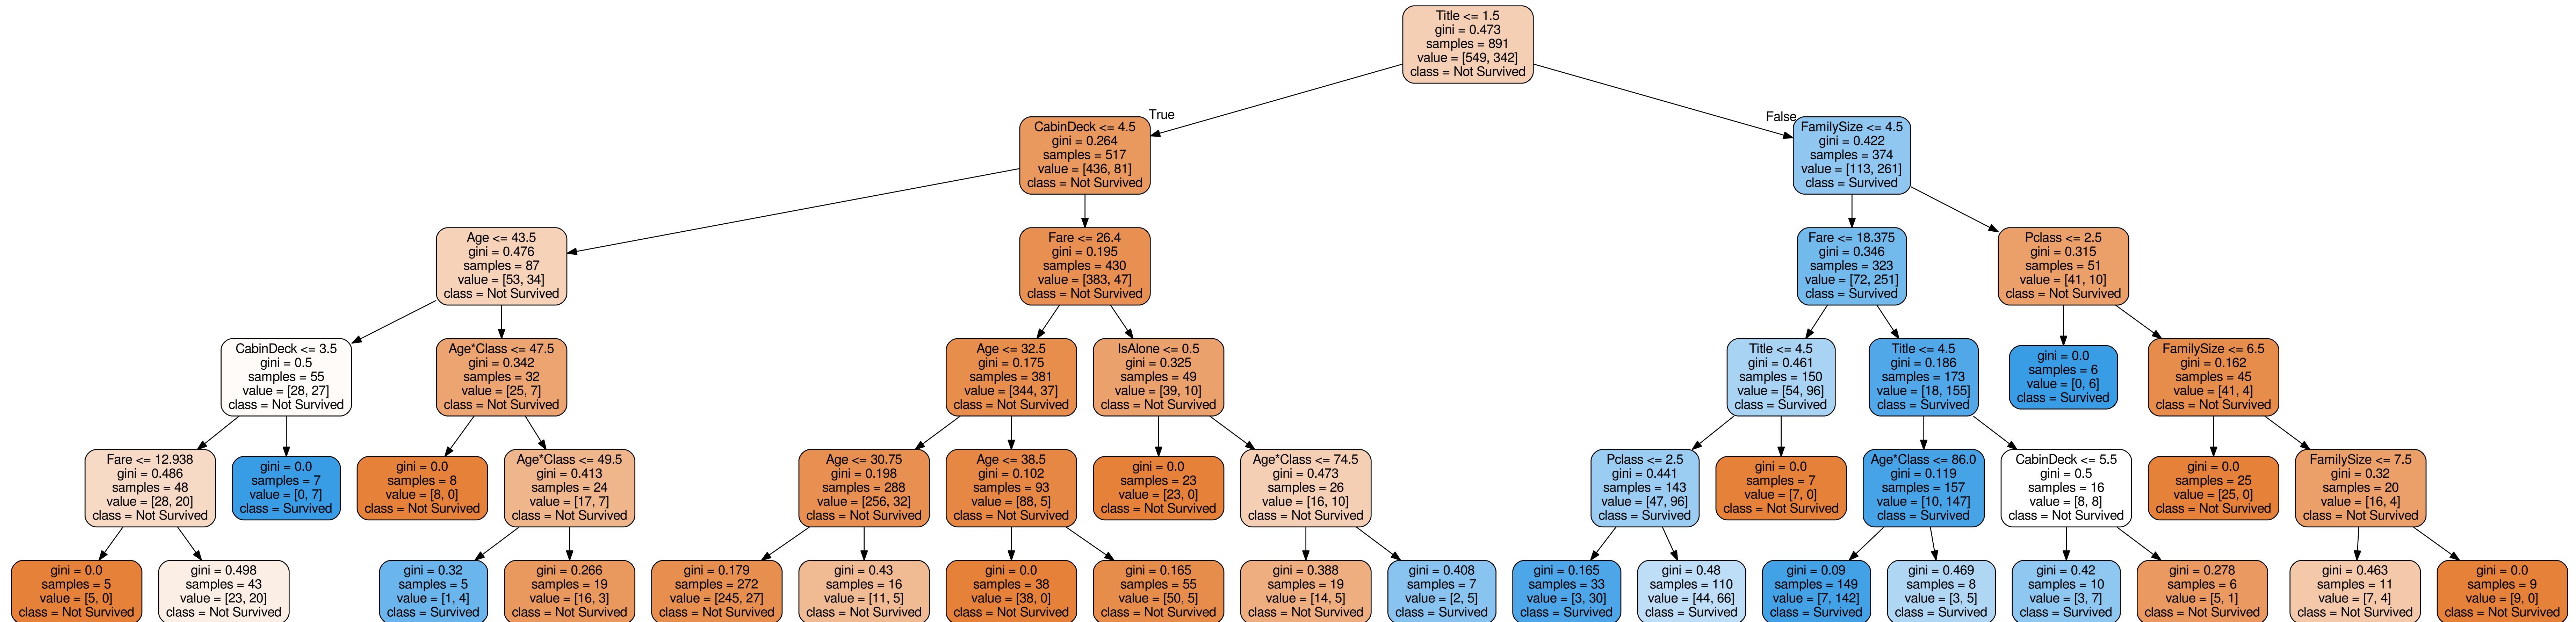 Title <= 1.5
gini = 0.473
samples = 891
value = [549, 342]
class = Not Survived
True
False
CabinDeck <= 4.5
gini = 0.264
samples = 517
value = [436, 81]
class = Not Survived
FamilySize <= 4.5
gini = 0.422
samples = 374
value = [113, 261]
class = Survived
Age <= 43.5
gini = 0.476
samples = 87
value = [53, 34]
class = Not Survived
Fare <= 26.4
gini = 0.195
samples = 430
value = [383, 47]
class = Not Survived
Fare <= 18.375
gini = 0.346
samples = 323
value = [72, 251]
class = Survived
Pclass <= 2.5
gini = 0.315
samples = 51
value = [41, 10]
class = Not Survived
CabinDeck <= 3.5
gini = 0.5
samples = 55
value = [28, 27]
class = Not Survived
Age*Class <= 47.5
gini = 0.342
samples = 32
value = [25, 7]
class = Not Survived
Age <= 32.5
gini = 0.175
samples = 381
value = [344, 37]
class = Not Survived
IsAlone <= 0.5
gini = 0.325
samples = 49
value = [39, 10]
class = Not Survived
Title <= 4.5
gini = 0.461
samples = 150
value = [54, 96]
class = Survived
Title <= 4.5
gini = 0.186
samples = 173
value = [18, 155]
class = Survived
gini = 0.0
samples = 6
value = [0, 6]
class = Survived
FamilySize <= 6.5
gini = 0.162
samples = 45
value = [41, 4]
class = Not Survived
Fare <= 12.938
gini = 0.486
samples = 48
value = [28, 20]
class = Not Survived
gini = 0.0
samples = 7
value = [0, 7]
class = Survived
gini = 0.0
samples = 8
value = [8, 0]
class = Not Survived
Age*Class <= 49.5
gini = 0.413
samples = 24
value = [17, 7]
class = Not Survived
Age <= 30.75
gini = 0.198
samples = 288
value = [256, 32]
class = Not Survived
Age <= 38.5
gini = 0.102
samples = 93
value = [88, 5]
class = Not Survived
gini = 0.0
samples = 23
value = [23, 0]
class = Not Survived
Age*Class <= 74.5
gini = 0.473
samples = 26
value = [16, 10]
class = Not Survived
Pclass <= 2.5
gini = 0.441
samples = 143
value = [47, 96]
class = Survived
gini = 0.0
samples = 7
value = [7, 0]
class = Not Survived
Age*Class <= 86.0
gini = 0.119
samples = 157
value = [10, 147]
class = Survived
CabinDeck <= 5.5
gini = 0.5
samples = 16
value = [8, 8]
class = Not Survived
gini = 0.0
samples = 25
value = [25, 0]
class = Not Survived
FamilySize <= 7.5
gini = 0.32
samples = 20
value = [16, 4]
class = Not Survived
gini = 0.0
samples = 5
value = [5, 0]
class = Not Survived
gini = 0.498
samples = 43
value = [23, 20]
class = Not Survived
gini = 0.32
samples = 5
value = [1, 4]
class = Survived
gini = 0.266
samples = 19
value = [16, 3]
class = Not Survived
gini = 0.179
samples = 272
value = [245, 27]
class = Not Survived
gini = 0.43
samples = 16
value = [11, 5]
class = Not Survived
gini = 0.0
samples = 38
value = [38, 0]
class = Not Survived
gini = 0.165
samples = 55
value = [50, 5]
class = Not Survived
gini = 0.388
samples = 19
value = [14, 5]
class = Not Survived
gini = 0.408
samples = 7
value = [2, 5]
class = Survived
gini = 0.165
samples = 33
value = [3, 30]
class = Survived
gini = 0.48
samples = 110
value = [44, 66]
class = Survived
gini = 0.09
samples = 149
value = [7, 142]
class = Survived
gini = 0.469
samples = 8
value = [3, 5]
class = Survived
gini = 0.42
samples = 10
value = [3, 7]
class = Survived
gini = 0.278
samples = 6
value = [5, 1]
class = Not Survived
gini = 0.463
samples = 11
value = [7, 4]
class = Not Survived
gini = 0.0
samples = 9
value = [9, 0]
class = Not Survived